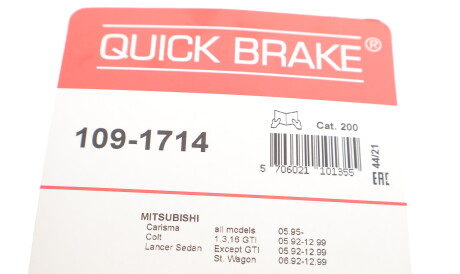 QUICK BRAKE®
109-1714
Cat. 200
5 706021 101355
44/21
EAC
MITSUBISHI
Carisma all models 05.95-
Colt 1.3,16 GTI 05.92-12.99
Lancer Sedan Except GTI 05.92-12.99
St. Wagon 06.92-12.99